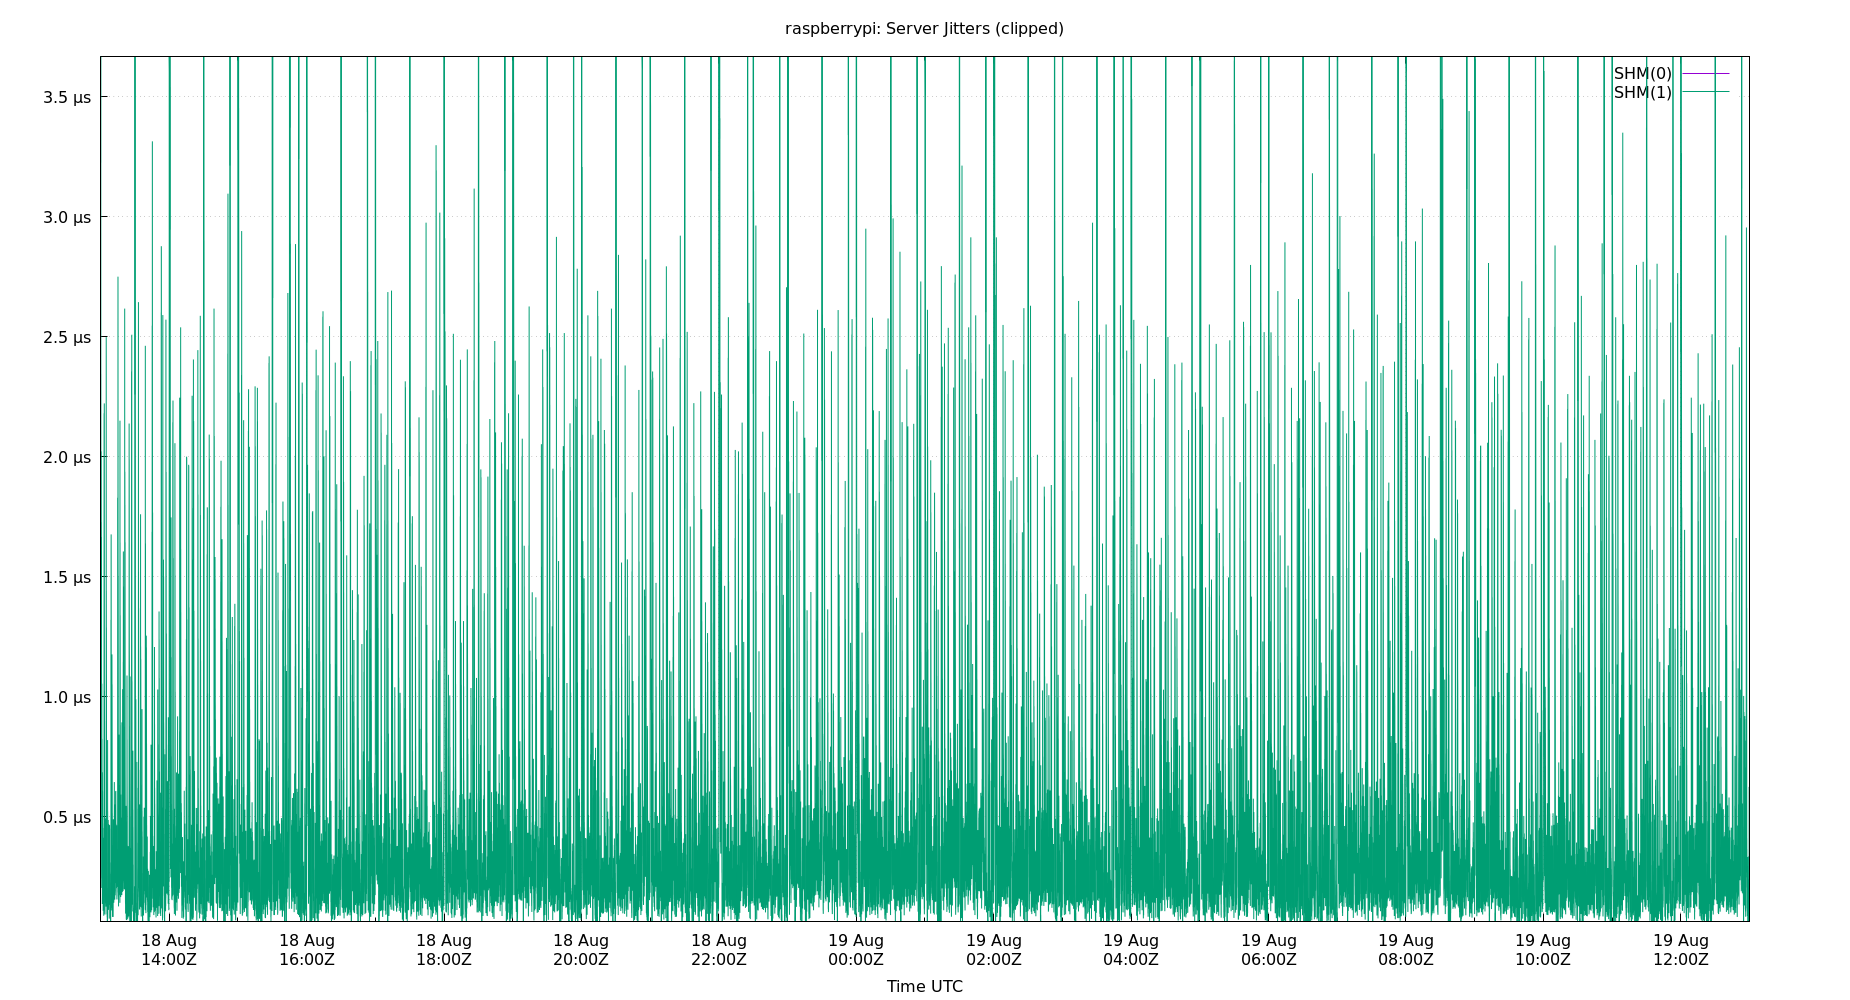 raspberrypi: Server Jitters (clipped)
SHM(0)
SHM(1)
3.5 µs
3.0 µs
2.5 µs
2.0 µs
1.5 µs
1.0 µs
0.5 µs
18 Aug 18 Aug 18 Aug 18 Aug 18 Aug 19 Aug 19 Aug 19 Aug 19 Aug 19 Aug 19 Aug 19 Aug
14:00Z 16:00Z 18:00Z 20:00Z 22:00Z 00:00Z 02:00Z 04:00Z 06:00Z 08:00Z 10:00Z 12:00Z
Time UTC